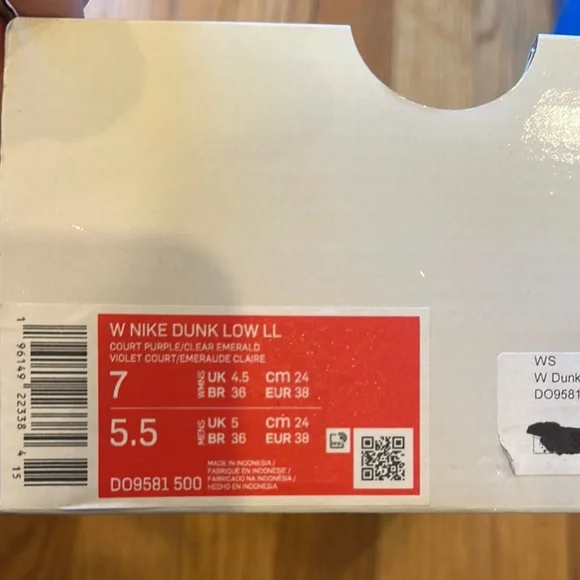 W NIKE DUNK LOW LL
COURT PURPLE/CLEAR EMERALD
VIOLET COURT/EMERAUDE CLAIRE
7 WMNS UK 4.5 cm 24
BR 36 EUR 38
5.5 MENS UK 5 cm 24
BR 36 EUR 38
MADE IN INDONESIA /
FABRIQUE EN INDONESIE /
FABRICADO NA INDONÉSIA /
HECHO EN INDONESIA
DO9581 500
1 96149 22338 4 15
WS
W Dunk
DO9581